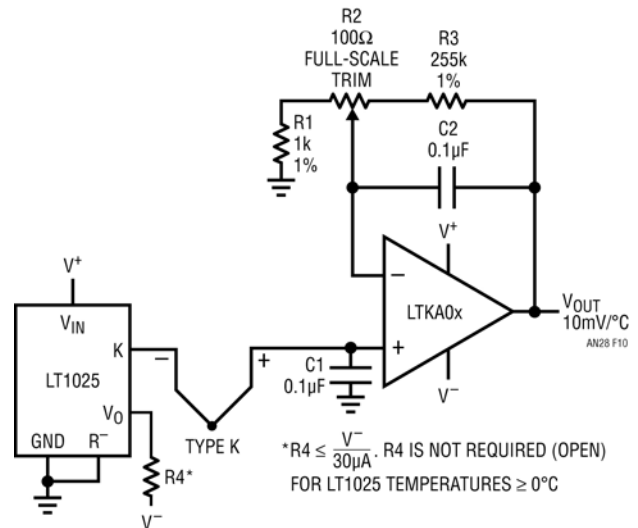 R2
100Ω
FULL-SCALE
TRIM
R3
255k
1%
R1
1k
1%
C2
0.1µF
V+
V+
VIN
K
LT1025
VO
GND
R–
–
+
TYPE K
R4*
V–
C1
0.1µF
–
+
LTKA0x
V–
VOUT
10mV/°C
AN28 F10
*R4 ≤ V–/30µA. R4 IS NOT REQUIRED (OPEN)
FOR LT1025 TEMPERATURES ≥ 0°C